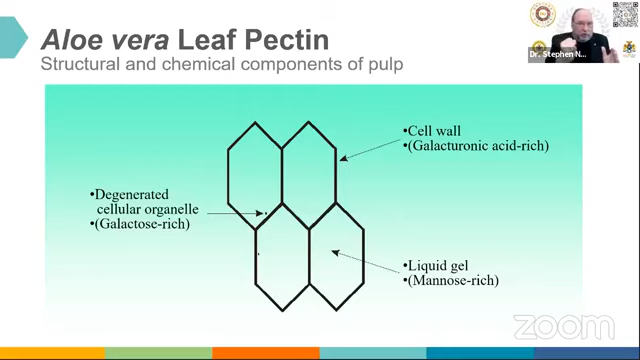 Aloe vera Leaf Pectin
Structural and chemical components of pulp
Dr. Stephen N...
•Cell wall
•(Galacturonic acid-rich)
•Degenerated
cellular organelle
•(Galactose-rich)
•Liquid gel
•(Mannose-rich)
zoom